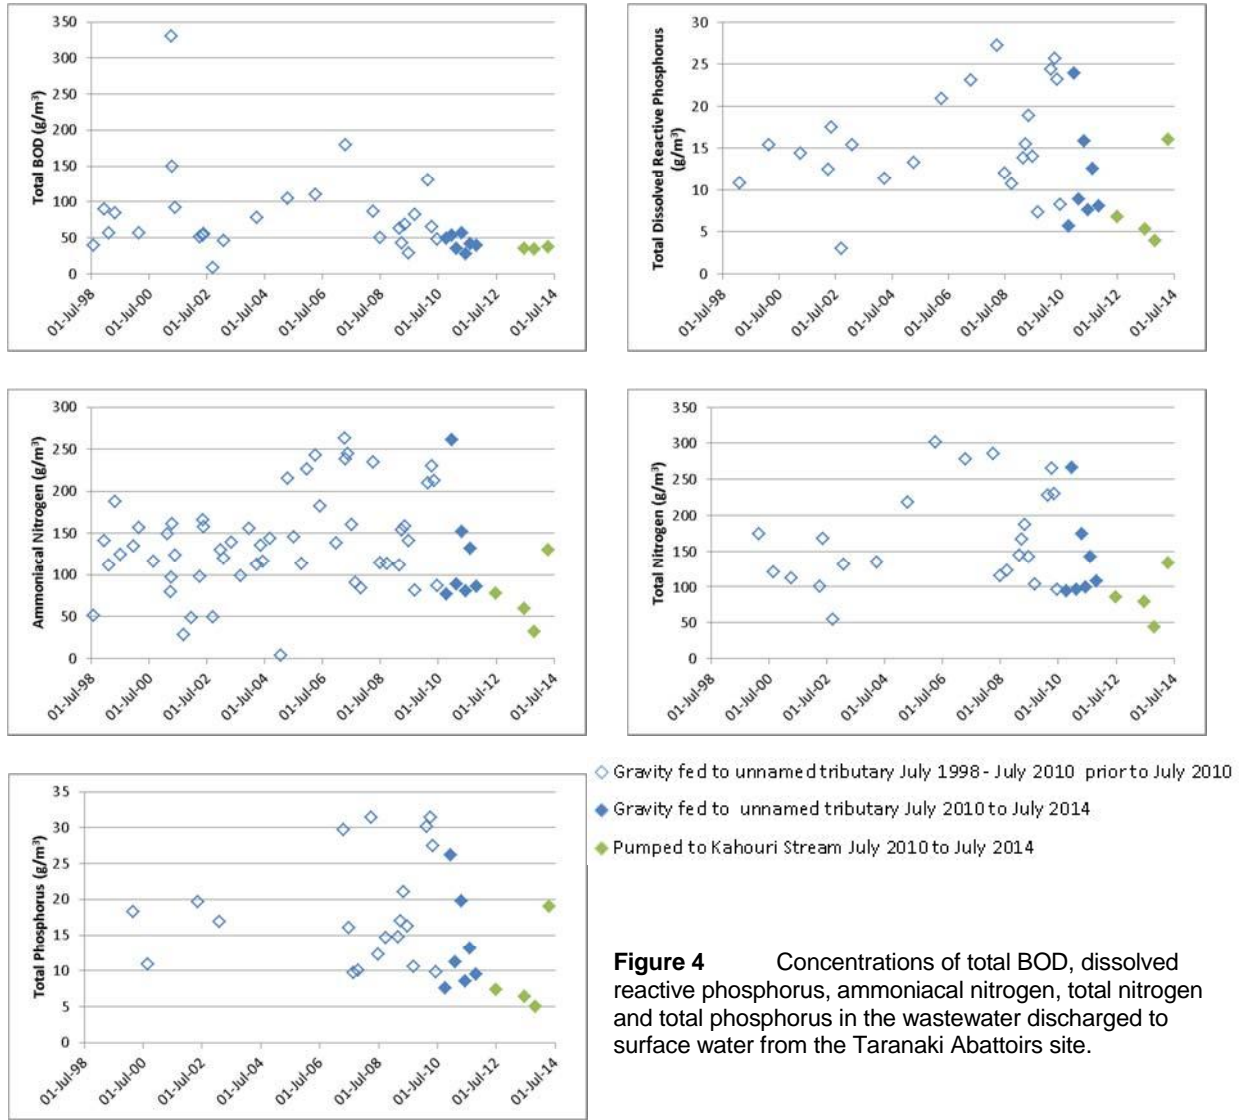 350
300
250
200
150
100
50
0
Total BOD (g/m³)
01-Jul-98
01-Jul-00
01-Jul-02
01-Jul-04
01-Jul-06
01-Jul-08
01-Jul-10
01-Jul-12
01-Jul-14
30
25
20
15
10
5
0
Total Dissolved Reactive Phosphorus
(g/m³)
01-Jul-98
01-Jul-00
01-Jul-02
01-Jul-04
01-Jul-06
01-Jul-08
01-Jul-10
01-Jul-12
01-Jul-14
300
250
200
150
100
50
0
Ammoniacal Nitrogen (g/m³)
01-Jul-98
01-Jul-00
01-Jul-02
01-Jul-04
01-Jul-06
01-Jul-08
01-Jul-10
01-Jul-12
01-Jul-14
350
300
250
200
150
100
50
0
Total Nitrogen (g/m³)
01-Jul-98
01-Jul-00
01-Jul-02
01-Jul-04
01-Jul-06
01-Jul-08
01-Jul-10
01-Jul-12
01-Jul-14
35
30
25
20
15
10
5
0
Total Phosphorus (g/m³)
01-Jul-98
01-Jul-00
01-Jul-02
01-Jul-04
01-Jul-06
01-Jul-08
01-Jul-10
01-Jul-12
01-Jul-14
Gravity fed to unnamed tributary July 1998 - July 2010 prior to July 2010
Gravity fed to unnamed tributary July 2010 to July 2014
Pumped to Kahouri Stream July 2010 to July 2014
Figure 4 Concentrations of total BOD, dissolved
reactive phosphorus, ammoniacal nitrogen, total nitrogen
and total phosphorus in the wastewater discharged to
surface water from the Taranaki Abattoirs site.